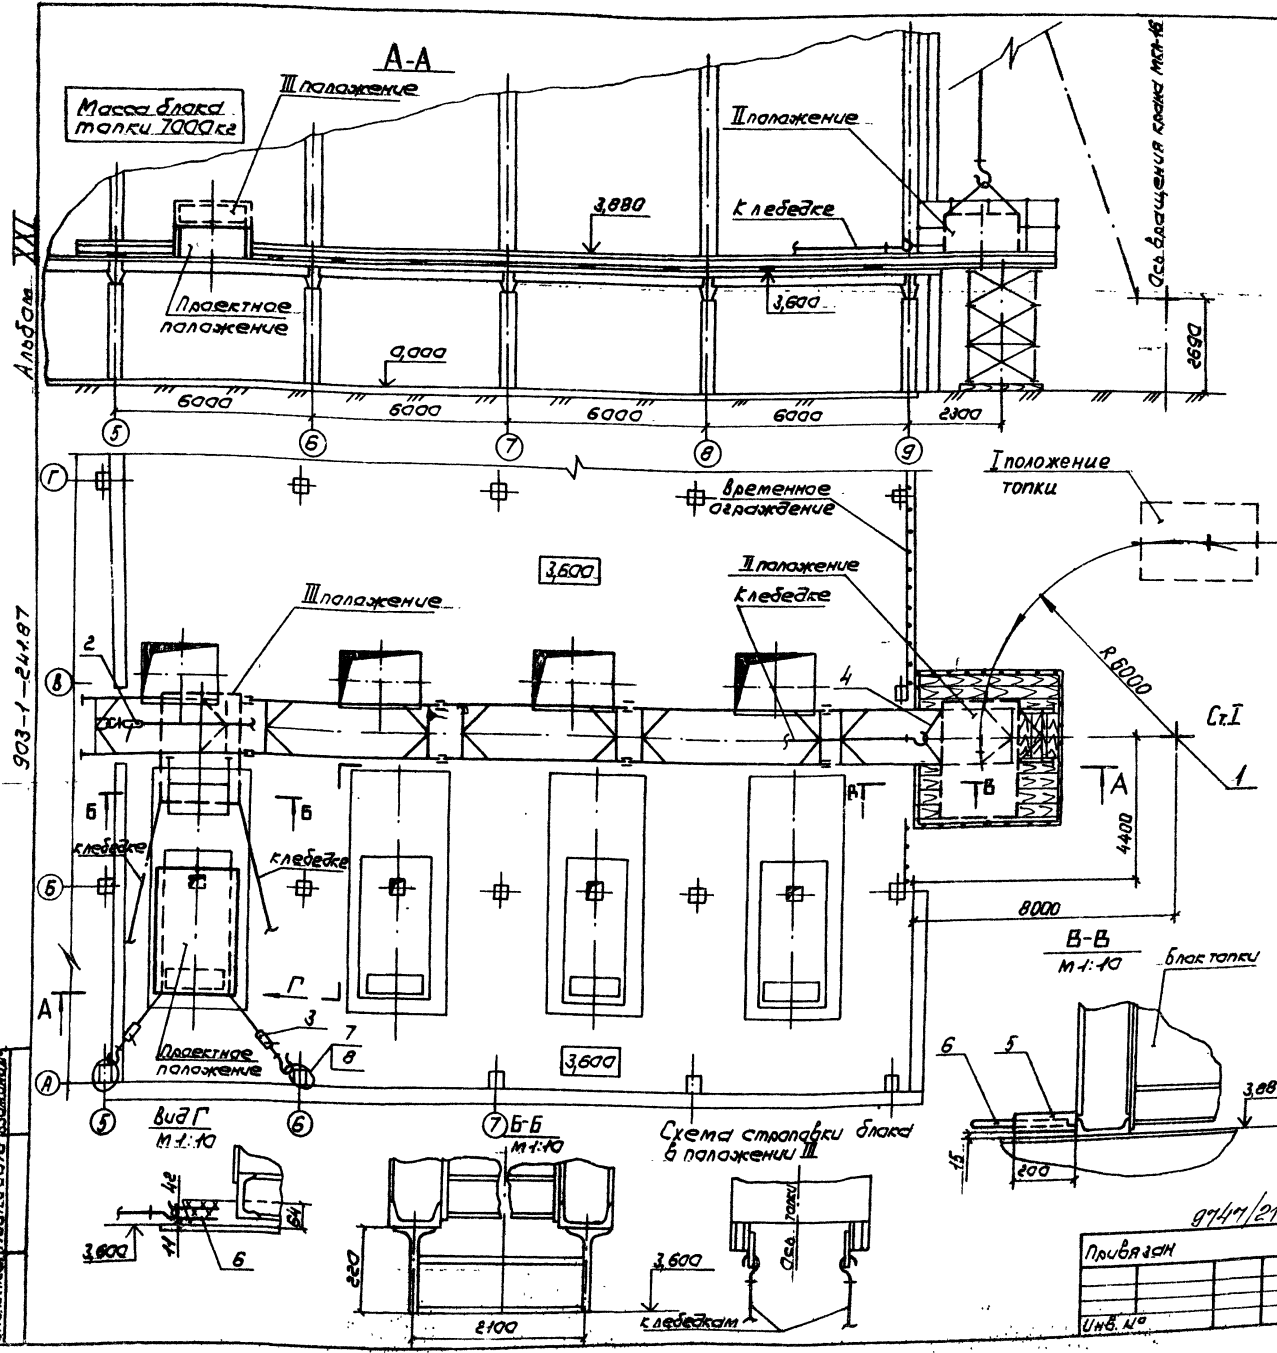 А-А
III положение
Масса блока
топки 7000кг
II положение
Ось вращения крана МКП-16
3,880
К лебедке
Альбом XXI
Проектное
положение
3,600
0,000
2690
6000
6000
6000
6000
2300
5
6
7
8
9
I положение
топки
Г
Временное
ограждение
3,600
II положение
К лебедке
III положение
903-1-241.87
2
В
4
R 6000
Ст.I
1
А
Б
Б
В
В
4400
К лебедке
К лебедке
Б
8000
В-В
М 1:10
Блок топки
Г
А
3
7
8
Проектное
положение
3,600
6
5
А
5
6
7
3,88
Вид Г
М 1:10
Б-Б
М 1:10
Схема строповки блока
в положении III
15
200
42
64
11
3,600
6
220
2100
3,600
Ось топки
к лебедкам
9747/21
Привязан
Инв. №